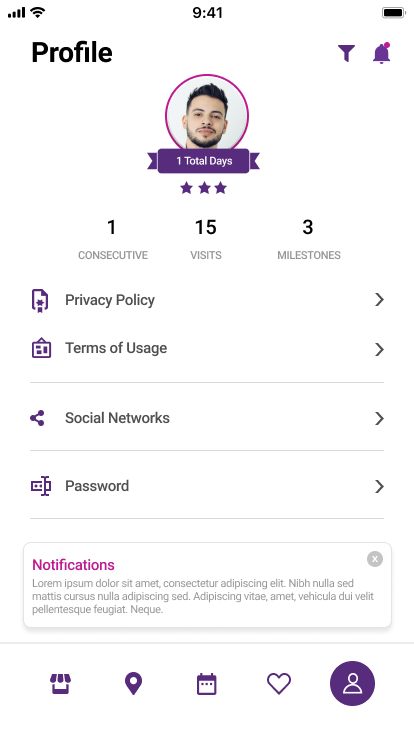 9:41
Profile
1 Total Days
1 15 3
CONSECUTIVE VISITS MILESTONES
Privacy Policy
Terms of Usage
Social Networks
Password
Notifications
x
Lorem ipsum dolor sit amet, consectetur adipiscing elit. Nibh nulla sed
mattis cursus nulla adipiscing sed. Adipiscing vitae, amet, vehicula dui velit
pellentesque feugiat. Neque.